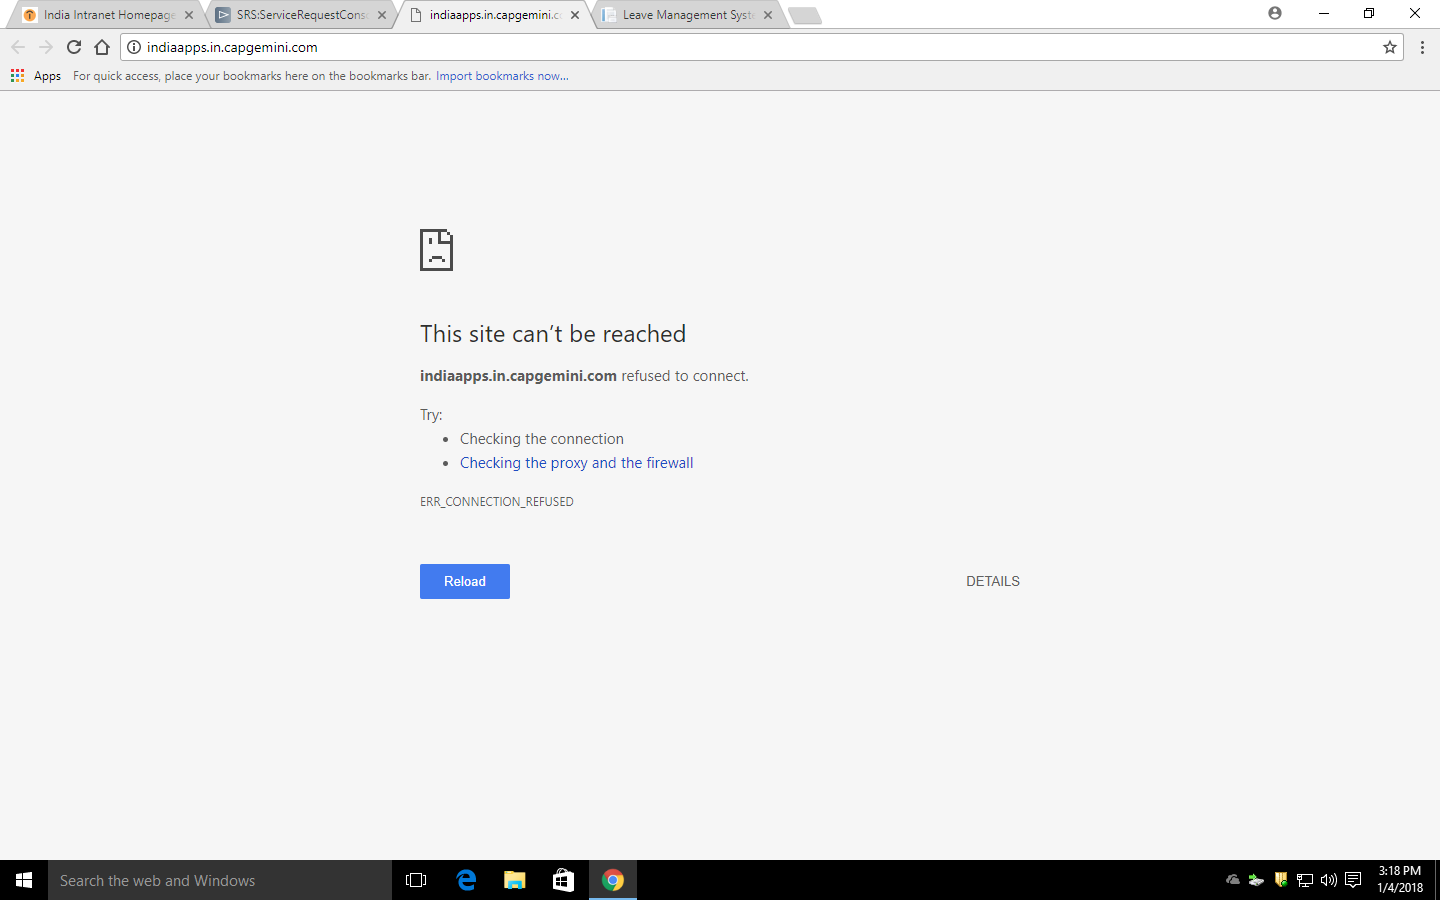 India Intranet Homepage
SRS:ServiceRequestCons
indiaapps.in.capgemini.c
Leave Management Syst
indiaapps.in.capgemini.com
Apps For quick access, place your bookmarks here on the bookmarks bar. Import bookmarks now...
This site can’t be reached
indiaapps.in.capgemini.com refused to connect.
Try:
Checking the connection
Checking the proxy and the firewall
ERR_CONNECTION_REFUSED
Reload
DETAILS
Search the web and Windows
3:18 PM
1/4/2018